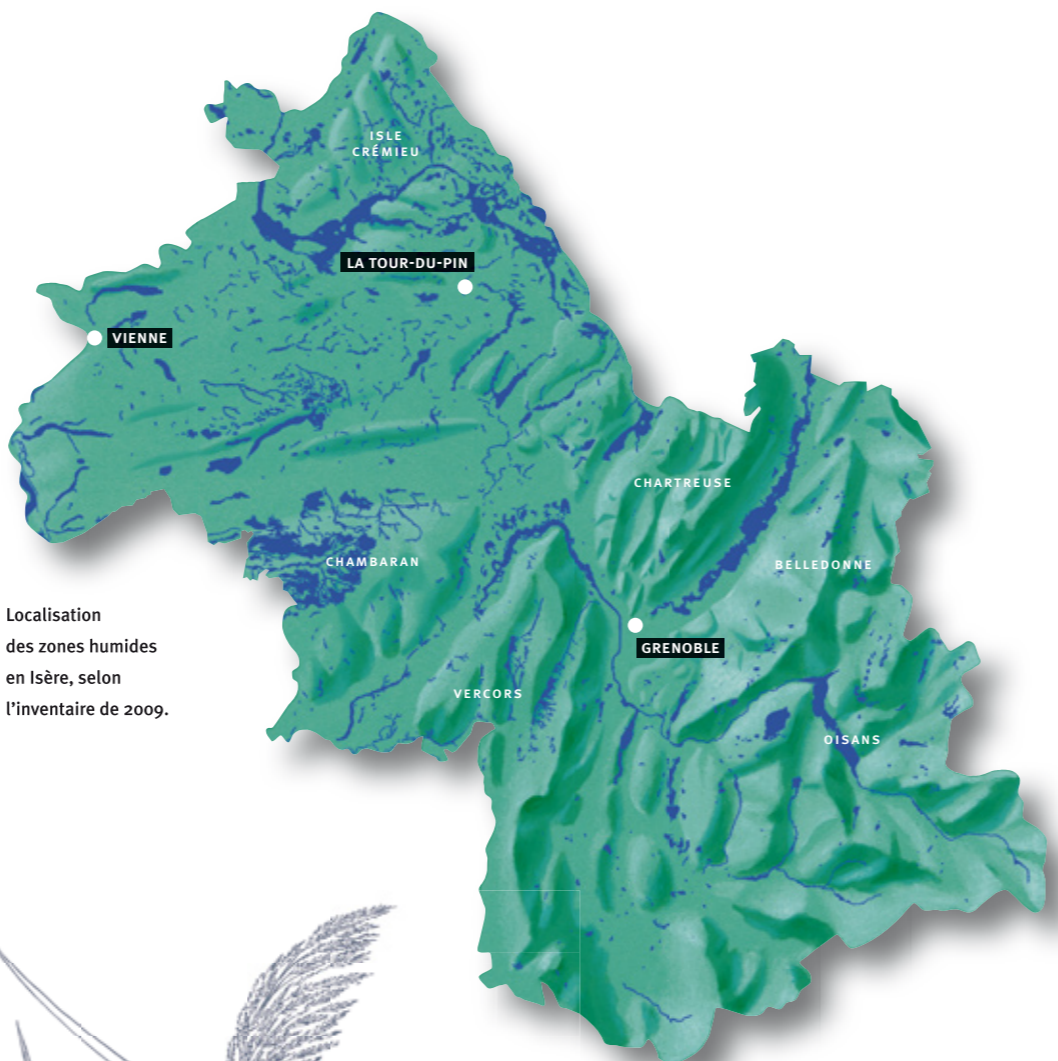 ISLE
CRÉMIEU
LA TOUR-DU-PIN
VIENNE
CHARTREUSE
CHAMBARAN
BELLEDONNE
Localisation
des zones humides
en Isère, selon
l'inventaire de 2009.
GRENOBLE
VERCORS
OISANS